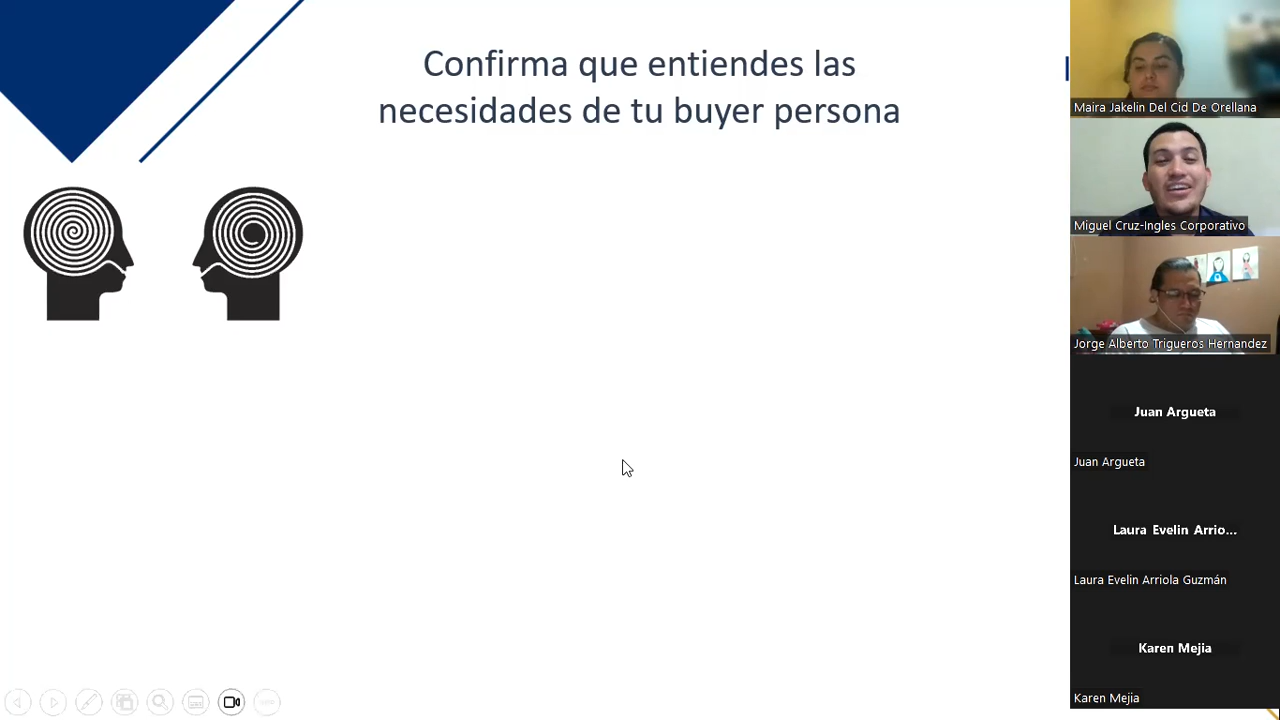 Confirma que entiendes las
necesidades de tu buyer persona
Maira Jakelin Del Cid De Orellana
Miguel Cruz-Ingles Corporativo
Jorge Alberto Trigueros Hernandez
Juan Argueta
Juan Argueta
Laura Evelin Arrio...
Laura Evelin Arriola Guzmán
Karen Mejia
Karen Mejia